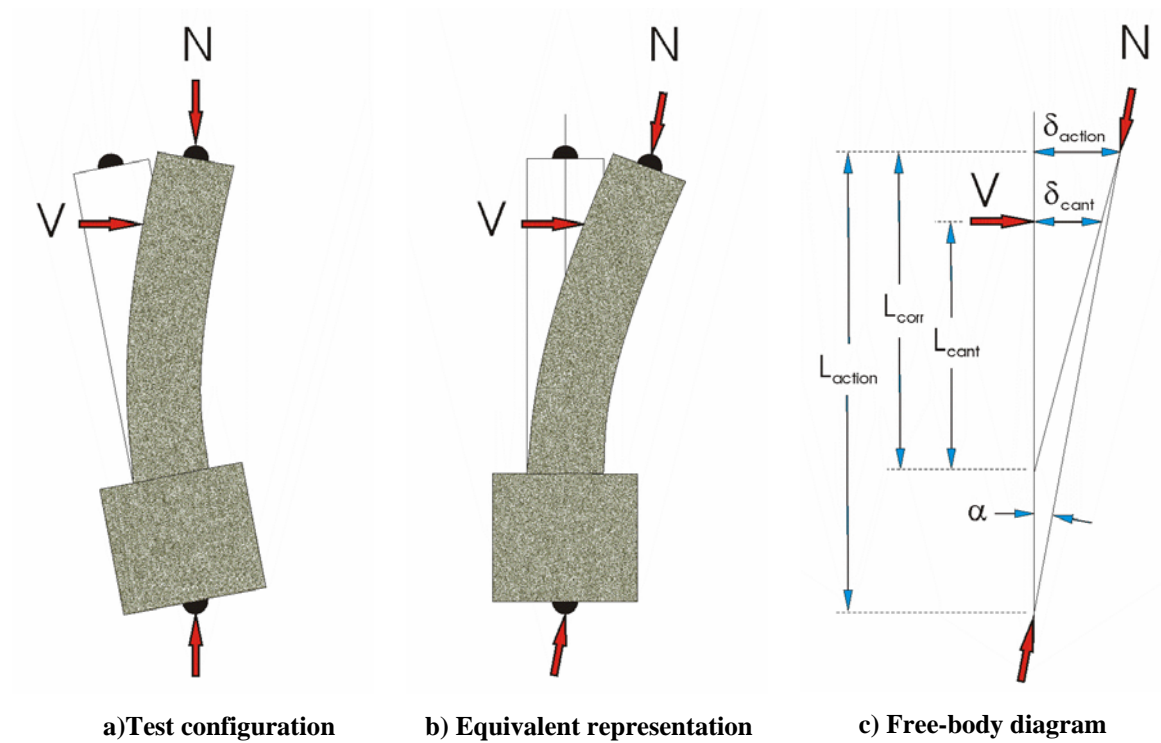 N
V
a)Test configuration
N
V
b) Equivalent representation
N
δaction
V
δcant
Lcorr
Lcant
Laction
α
c) Free-body diagram